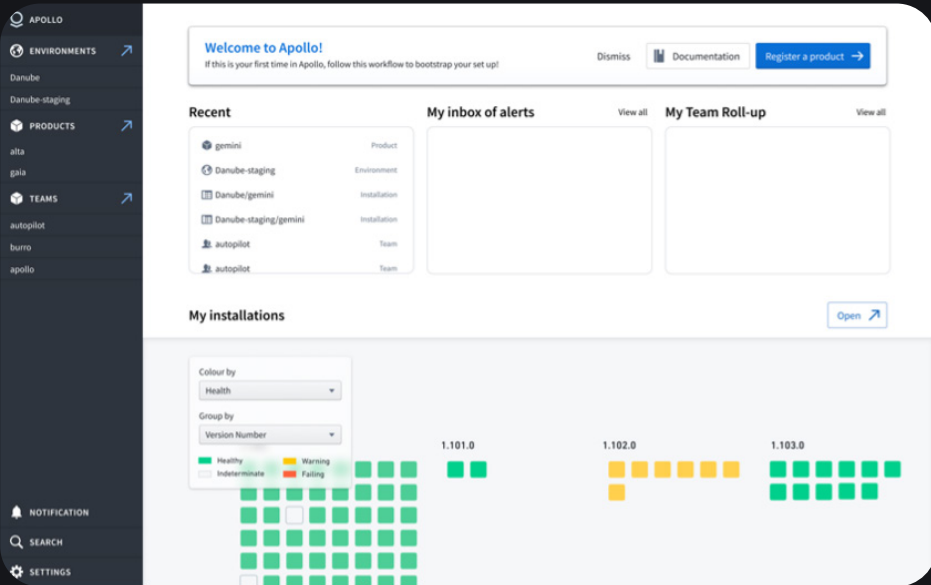 APOLLO
ENVIRONMENTS
Danube
Danube-staging
PRODUCTS
alta
gaia
TEAMS
autopilot
burro
apollo
NOTIFICATION
SEARCH
SETTINGS
Welcome to Apollo!
If this is your first time in Apollo, follow this workflow to bootstrap your set up!
Dismiss
Documentation
Register a product
Recent
gemini Product
Danube-staging Environment
Danube/gemini Installation
Danube-staging/gemini Installation
autopilot Team
autopilot Team
My inbox of alerts View all
My Team Roll-up View all
My installations
Open
Colour by
Health
Group by
Version Number
Healthy Warning
Indeterminate Failing
1.101.0 1.102.0 1.103.0